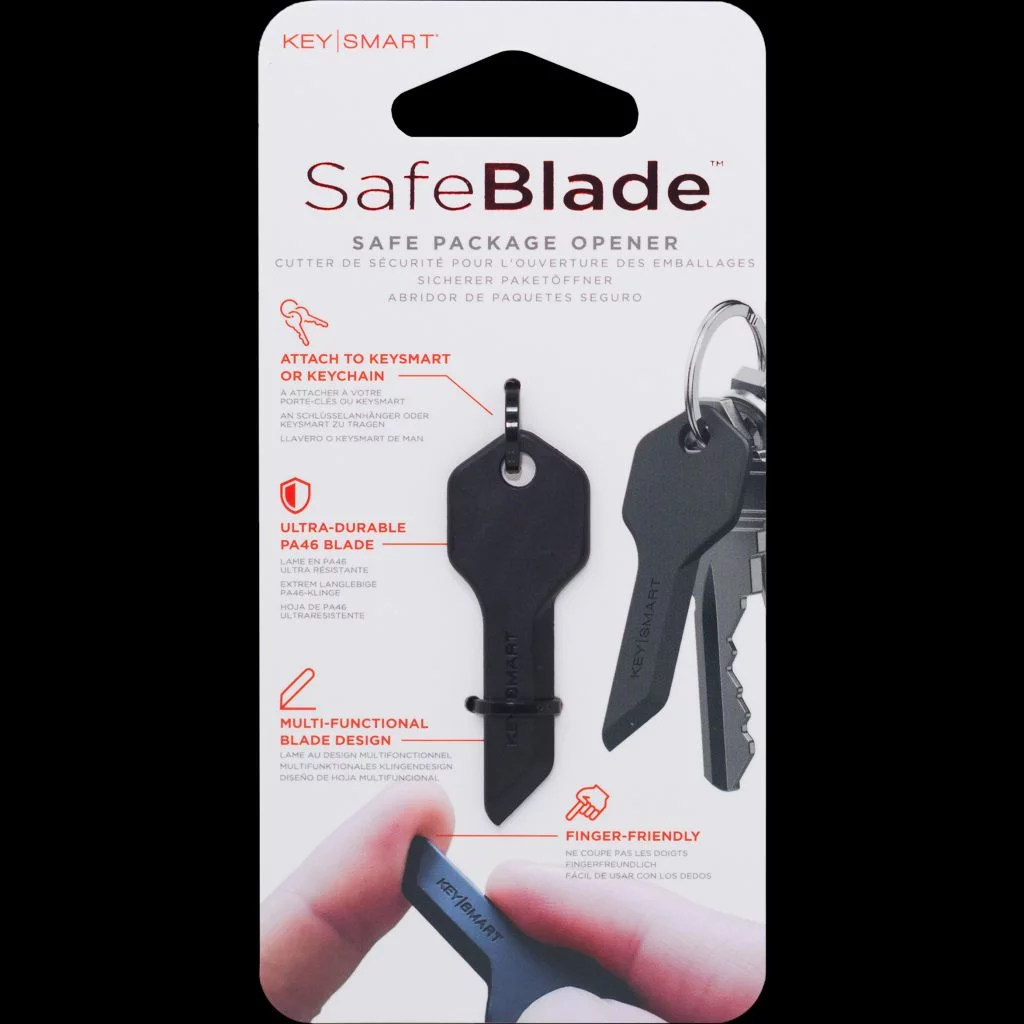 KEY|SMART®
SafeBlade™
SAFE PACKAGE OPENER
CUTTER DE SÉCURITÉ POUR L'OUVERTURE DES EMBALLAGES
SICHERER PAKETÖFFNER
ABRIDOR DE PAQUETES SEGURO
ATTACH TO KEYSMART
OR KEYCHAIN
À ATTACHER À VOTRE
PORTE-CLÉS OU KEYSMART
AN SCHLÜSSELANHÄNGER ODER
KEYSMART ZU TRAGEN
LLAVERO O KEYSMART DE MAN
ULTRA-DURABLE
PA46 BLADE
LAME EN PA46
ULTRA RÉSISTANTE
EXTREM LANGLEBIGE
PA46-KLINGE
HOJA DE PA46
ULTRARESISTENTE
KEY|SMART
KEY|SMART
MULTI-FUNCTIONAL
BLADE DESIGN
LAME AU DESIGN MULTIFONCTIONNEL
MULTIFUNKTIONALES KLINGENDESIGN
DISEÑO DE HOJA MULTIFUNCIONAL
FINGER-FRIENDLY
NE COUPE PAS LES DOIGTS
FINGERFREUNDLICH
FÁCIL DE USAR CON LOS DEDOS
KEY|SMART